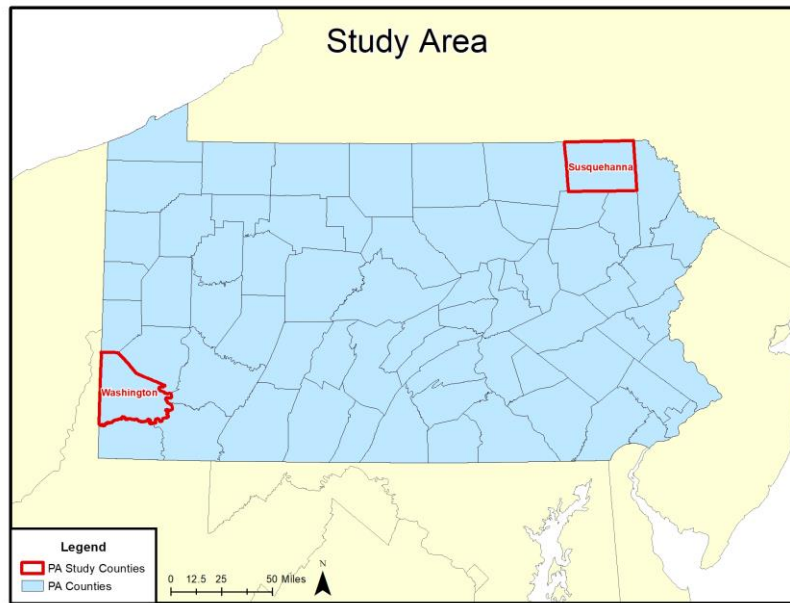 Study Area
Susquehanna
Washington
Legend
PA Study Counties
PA Counties
0 12.5 25 50 Miles
N